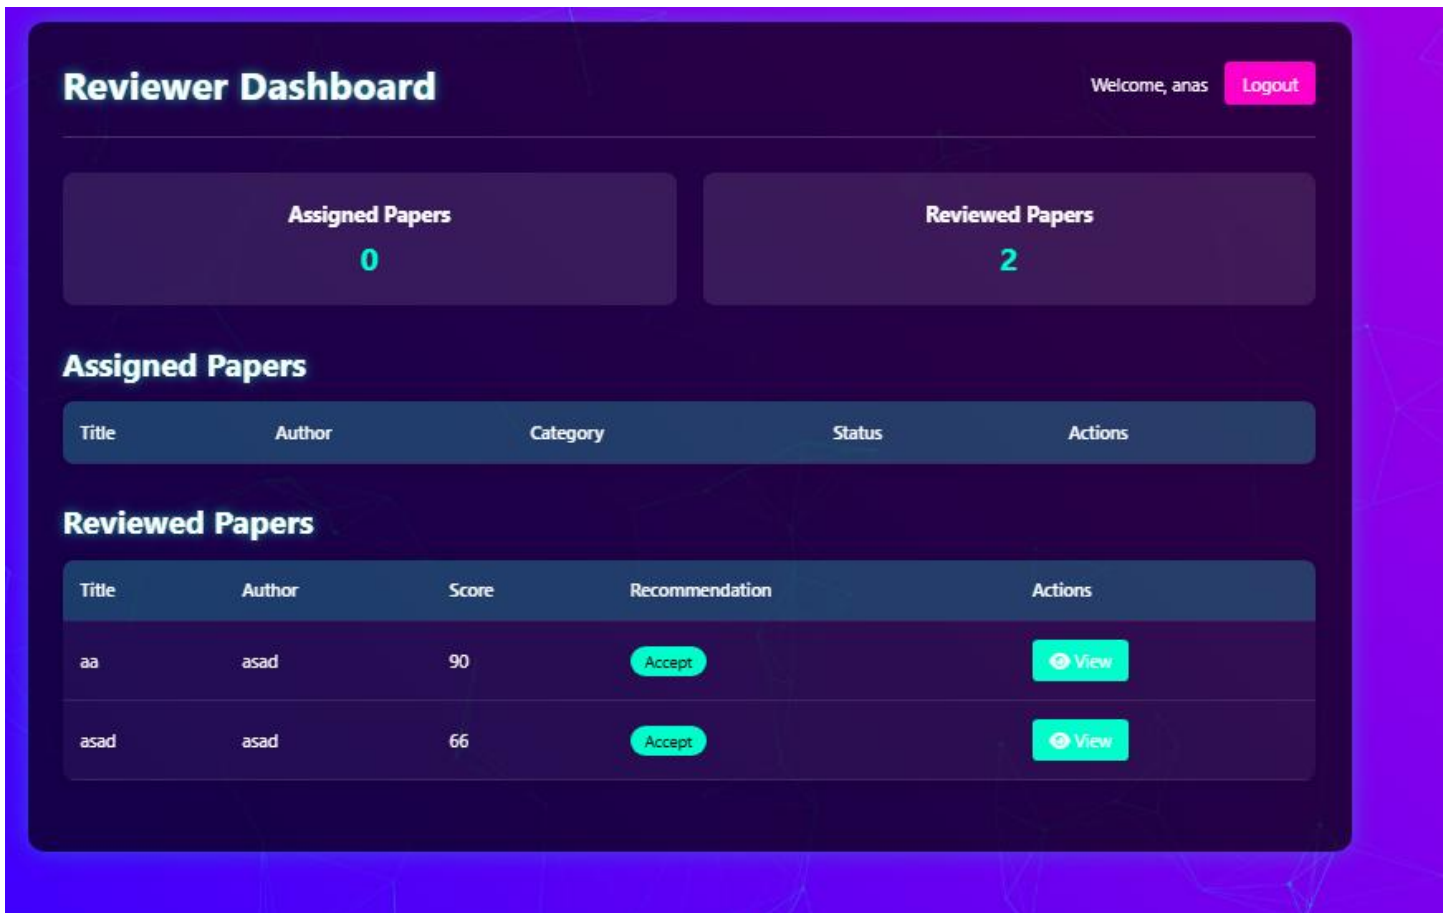 Reviewer Dashboard
Welcome, anas Logout
Assigned Papers Reviewed Papers
0 2
Assigned Papers
Title Author Category Status Actions
Reviewed Papers
Title Author Score Recommendation Actions
aa asad 90 Accept View
asad asad 66 Accept View